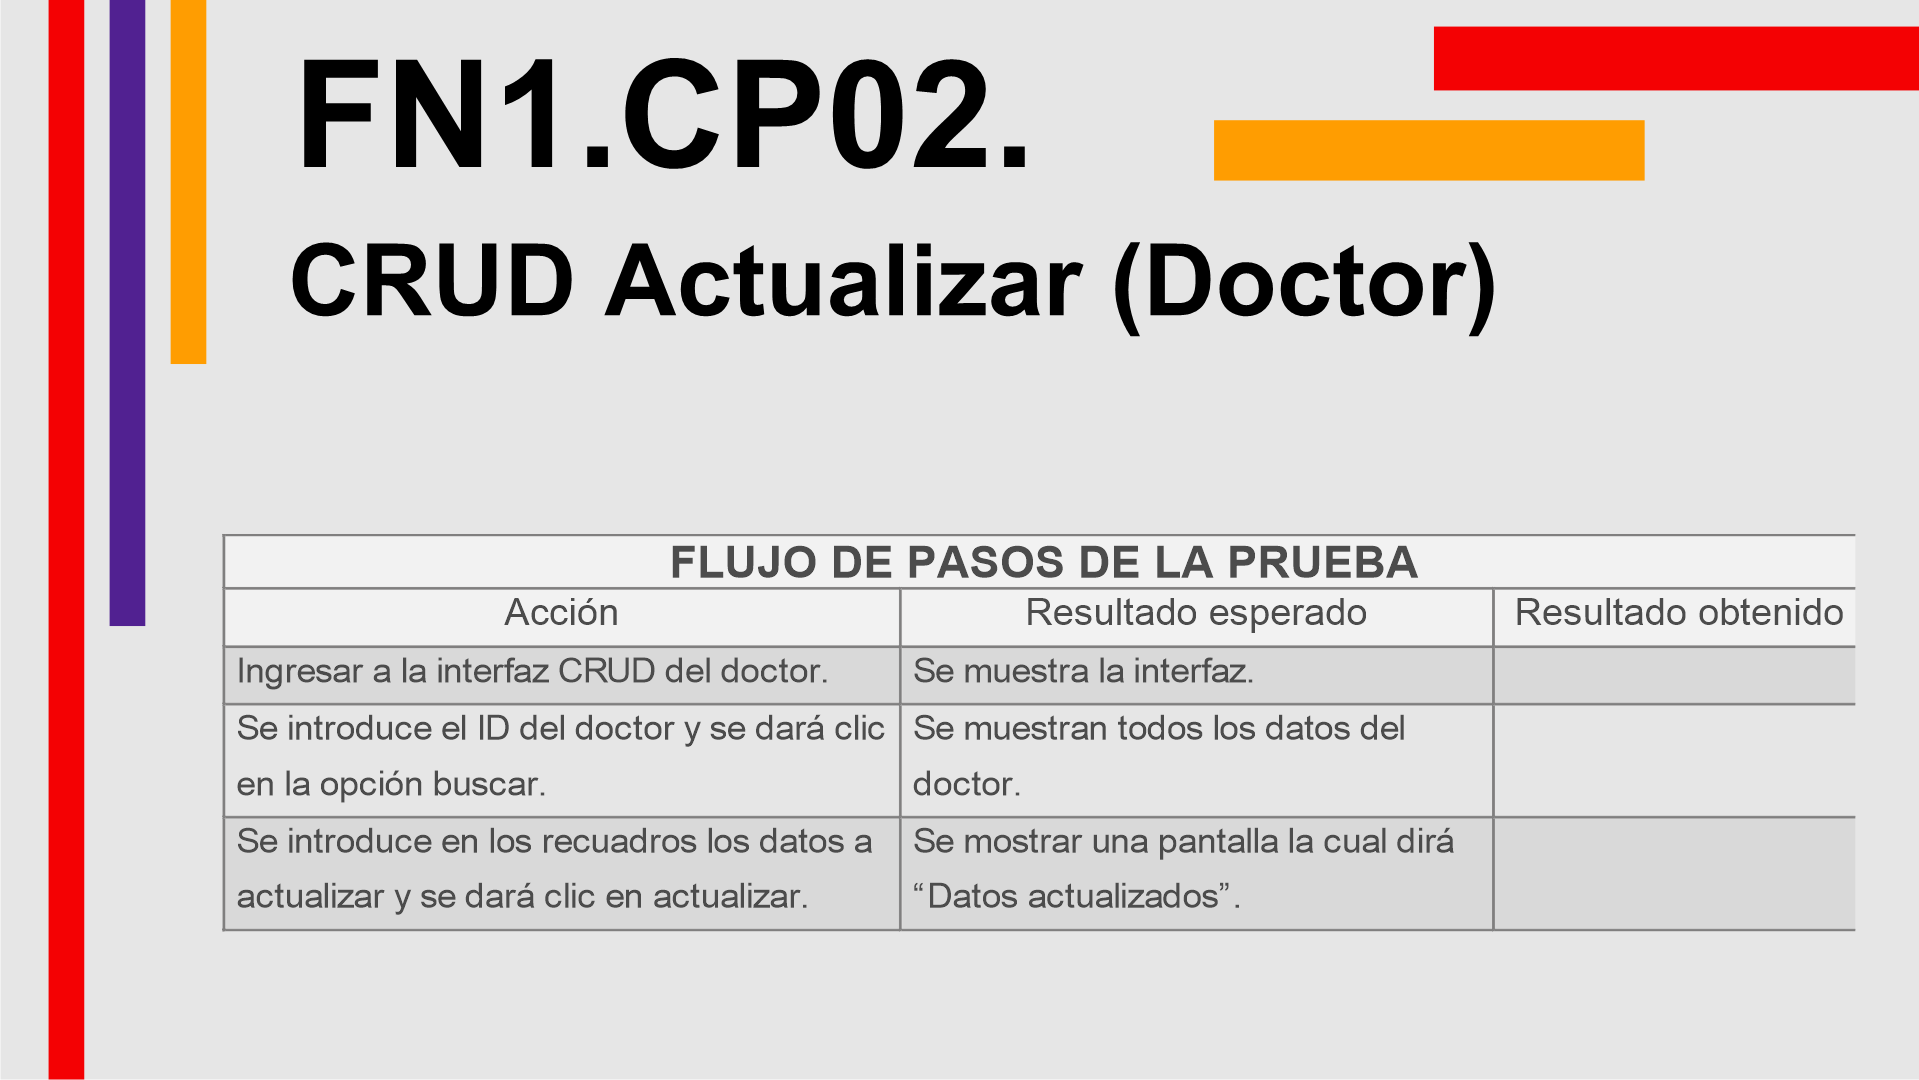 FN1.CP02.
CRUD Actualizar (Doctor)
FLUJO DE PASOS DE LA PRUEBA
Acción
Resultado esperado
Resultado obtenido
Ingresar a la interfaz CRUD del doctor.
Se muestra la interfaz.
Se introduce el ID del doctor y se dará clic
en la opción buscar.
Se muestran todos los datos del
doctor.
Se introduce en los recuadros los datos a
actualizar y se dará clic en actualizar.
Se mostrar una pantalla la cual dirá
“Datos actualizados”.